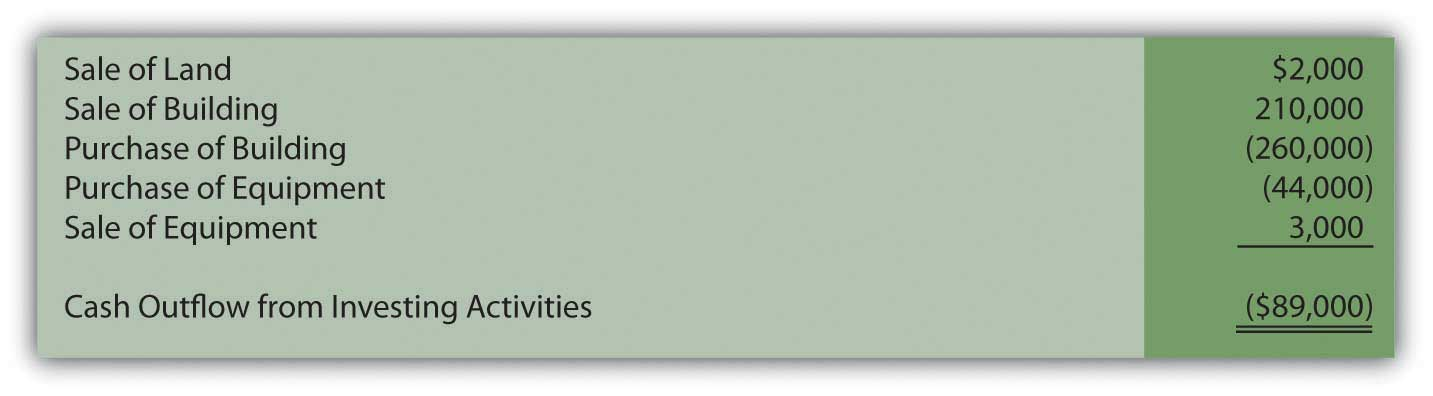 Sale of Land $2,000
Sale of Building 210,000
Purchase of Building (260,000)
Purchase of Equipment (44,000)
Sale of Equipment 3,000
Cash Outflow from Investing Activities ($89,000)